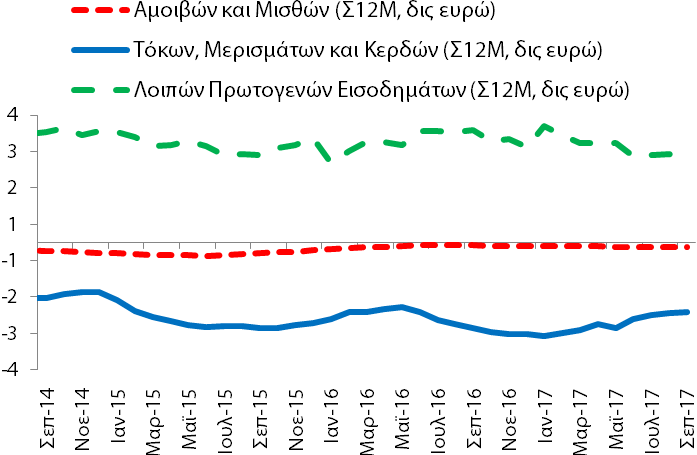 Αμοιβών και Μισθών (Σ12Μ, δις ευρώ)
Τόκων, Μερισμάτων και Κερδών (Σ12Μ, δις ευρώ)
Λοιπών Πρωτογενών Εισοδημάτων (Σ12Μ, δις ευρώ)
4
3
2
1
-1
-2
-3
-4
Σεπ-14
Νοε-14
Ιαν-15
Μαρ-15
Μαϊ-15
Ιουλ-15
Σεπ-15
Νοε-15
Ιαν-16
Μαρ-16
Μαϊ-16
Ιουλ-16
Σεπ-16
Νοε-16
Ιαν-17
Μαρ-17
Μαϊ-17
Ιουλ-17
Σεπ-17